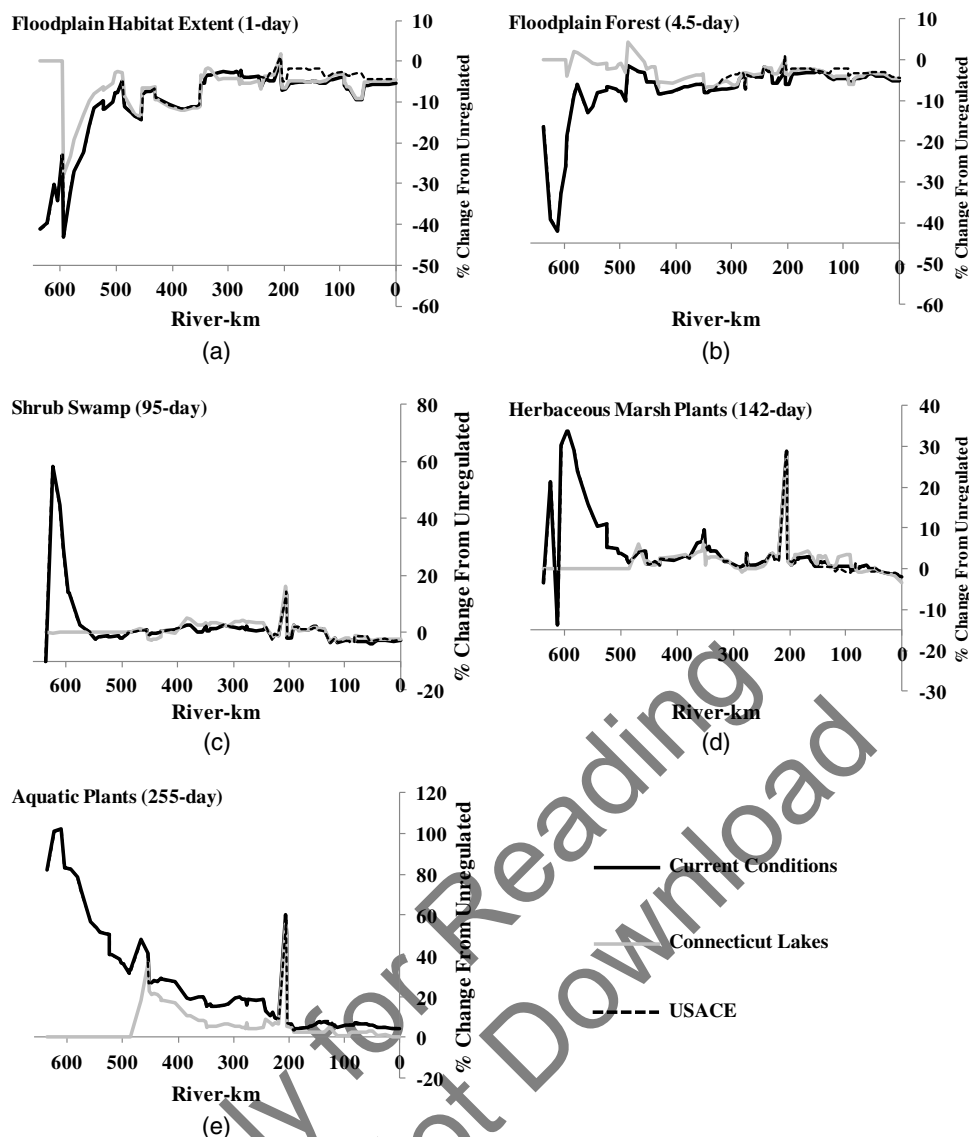 Floodplain Habitat Extent (1-day)
10
0
-10
-20
-30
-40
-50
-60
% Change From Unregulated
600 500 400 300 200 100 0
River-km
(a)
Floodplain Forest (4.5-day)
10
0
-10
-20
-30
-40
-50
-60
% Change From Unregulated
600 500 400 300 200 100 0
River-km
(b)
Shrub Swamp (95-day)
80
60
40
20
0
-20
% Change From Unregulated
600 500 400 300 200 100 0
River-km
(c)
Herbaceous Marsh Plants (142-day)
40
30
20
10
0
-10
-20
-30
% Change From Unregulated
600 500 400 300 200 100 0
River-km
(d)
Aquatic Plants (255-day)
120
100
80
60
40
20
0
-20
% Change From Unregulated
600 500 400 300 200 100 0
River-km
(e)
Current Conditions
Connecticut Lakes
USACE
ly for Reading
ot Download